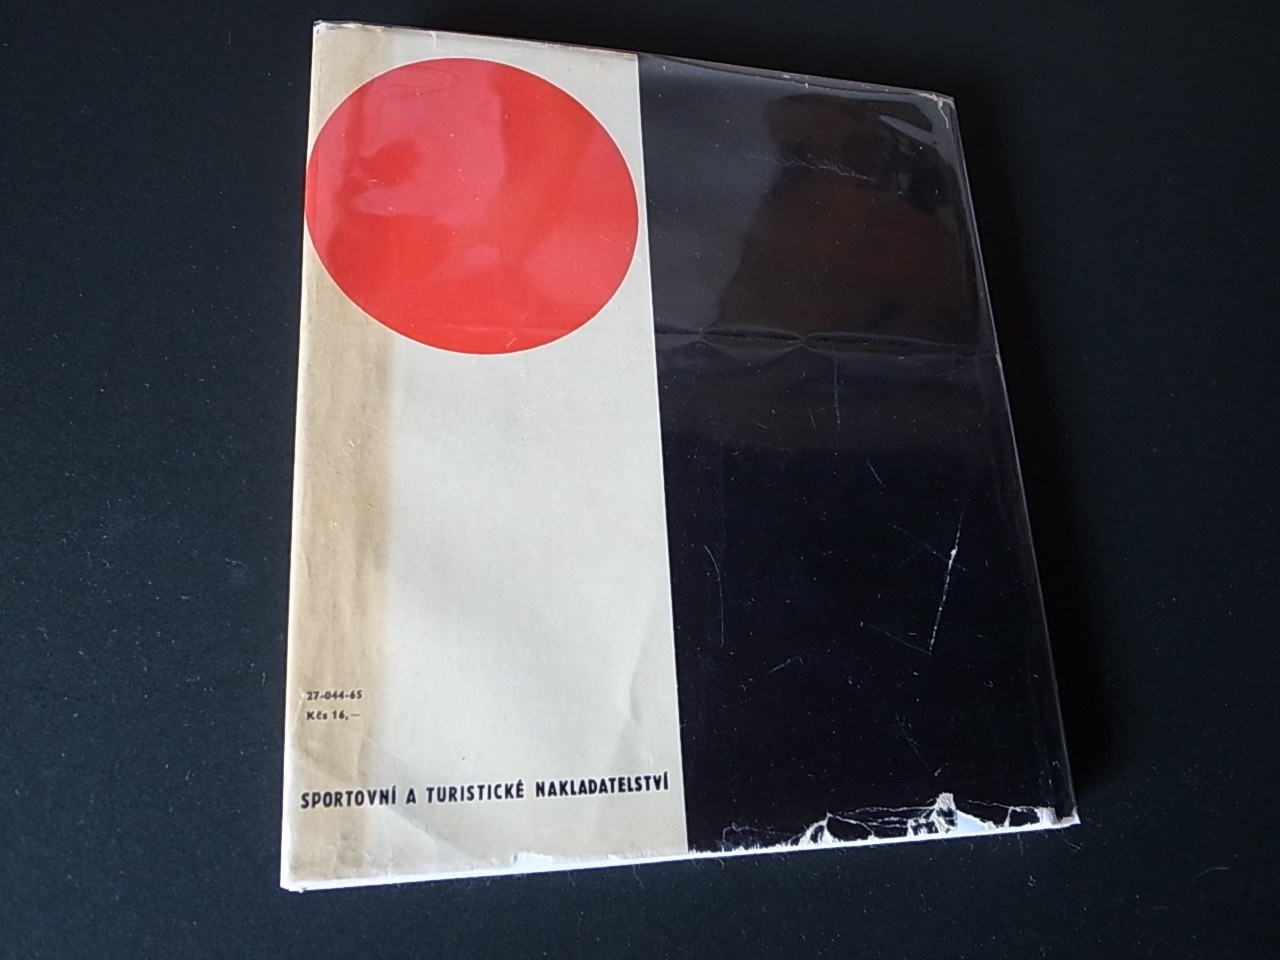 27-044-65
Kčs 16,—
SPORTOVNÍ A TURISTICKÉ NAKLADATELSTVÍ